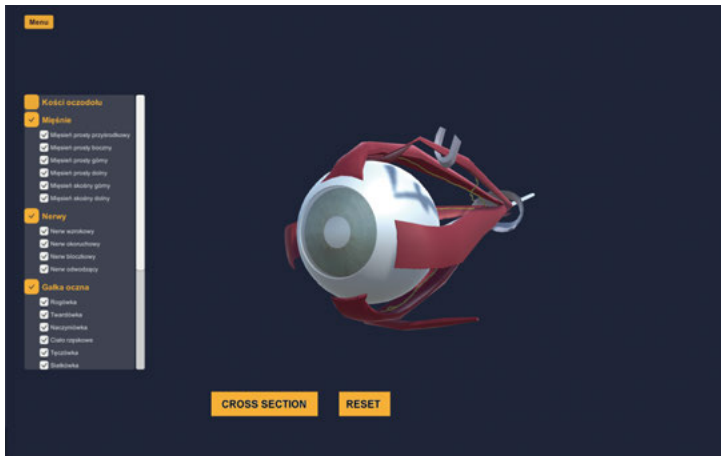 Menu
Kości oczodołu
Mięśnie
Mięsień prosty przyśrodkowy
Mięsień prosty boczny
Mięsień prosty górny
Mięsień prosty dolny
Mięsień skośny górny
Mięsień skośny dolny
Nerwy
Nerw wzrokowy
Nerw okoruchowy
Nerw bloczkowy
Nerw odwodzący
Gałka oczna
Rogówka
Twardówka
Naczyniówka
Ciało rzęskowe
Tęczówka
Siatkówka
CROSS SECTION
RESET